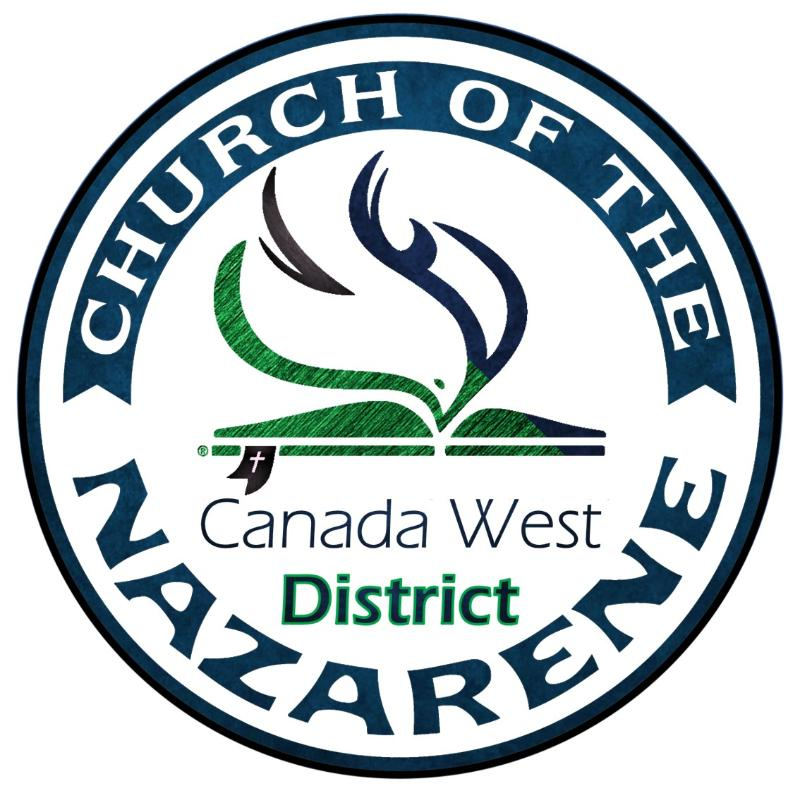 CHURCH OF THE
®
Canada West
District
NAZARENE